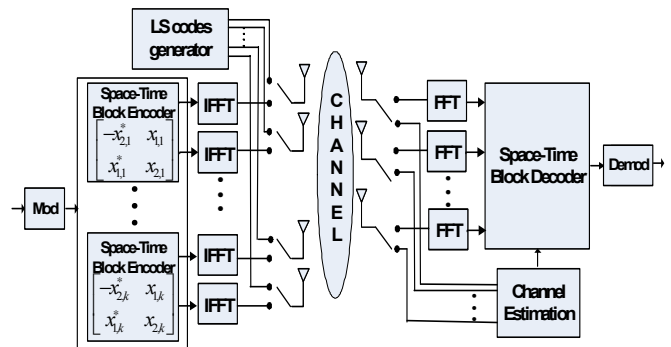 LS codes
generator
Space-Time
Block Encoder
-x*2,1 x1,1
x*1,1 x2,1
IFFT
IFFT
Mod
Space-Time
Block Encoder
-x*2,k x1,k
x*1,k x2,k
IFFT
IFFT
CHANNEL
FFT
FFT
FFT
Space-Time
Block Decoder
Demod
Channel
Estimation